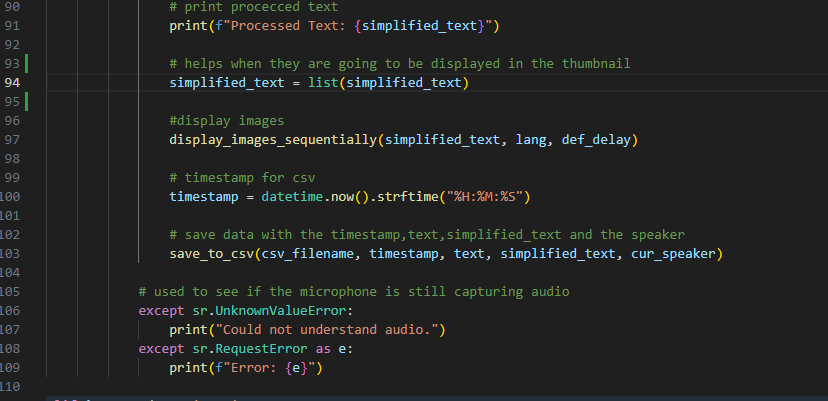 90 # print proceced text
91 print(f"Processed Text: {simplified_text}")
92
93 # helps when they are going to be displayed in the thumbnail
94 simplified_text = list(simplified_text)
95
96 #display images
97 display_images_sequentially(simplified_text, lang, def_delay)
98
99 # timestamp for csv
100 timestamp = datetime.now().strftime("%H:%M:%S")
101
102 # save data with the timestamp,text,simplified_text and the speaker
103 save_to_csv(csv_filename, timestamp, text, simplified_text, cur_speaker)
104
105 # used to see if the microphone is still capturing audio
106 except sr.UnknownValueError:
107 print("Could not understand audio.")
108 except sr.RequestError as e:
109 print(f"Error: {e}")
110